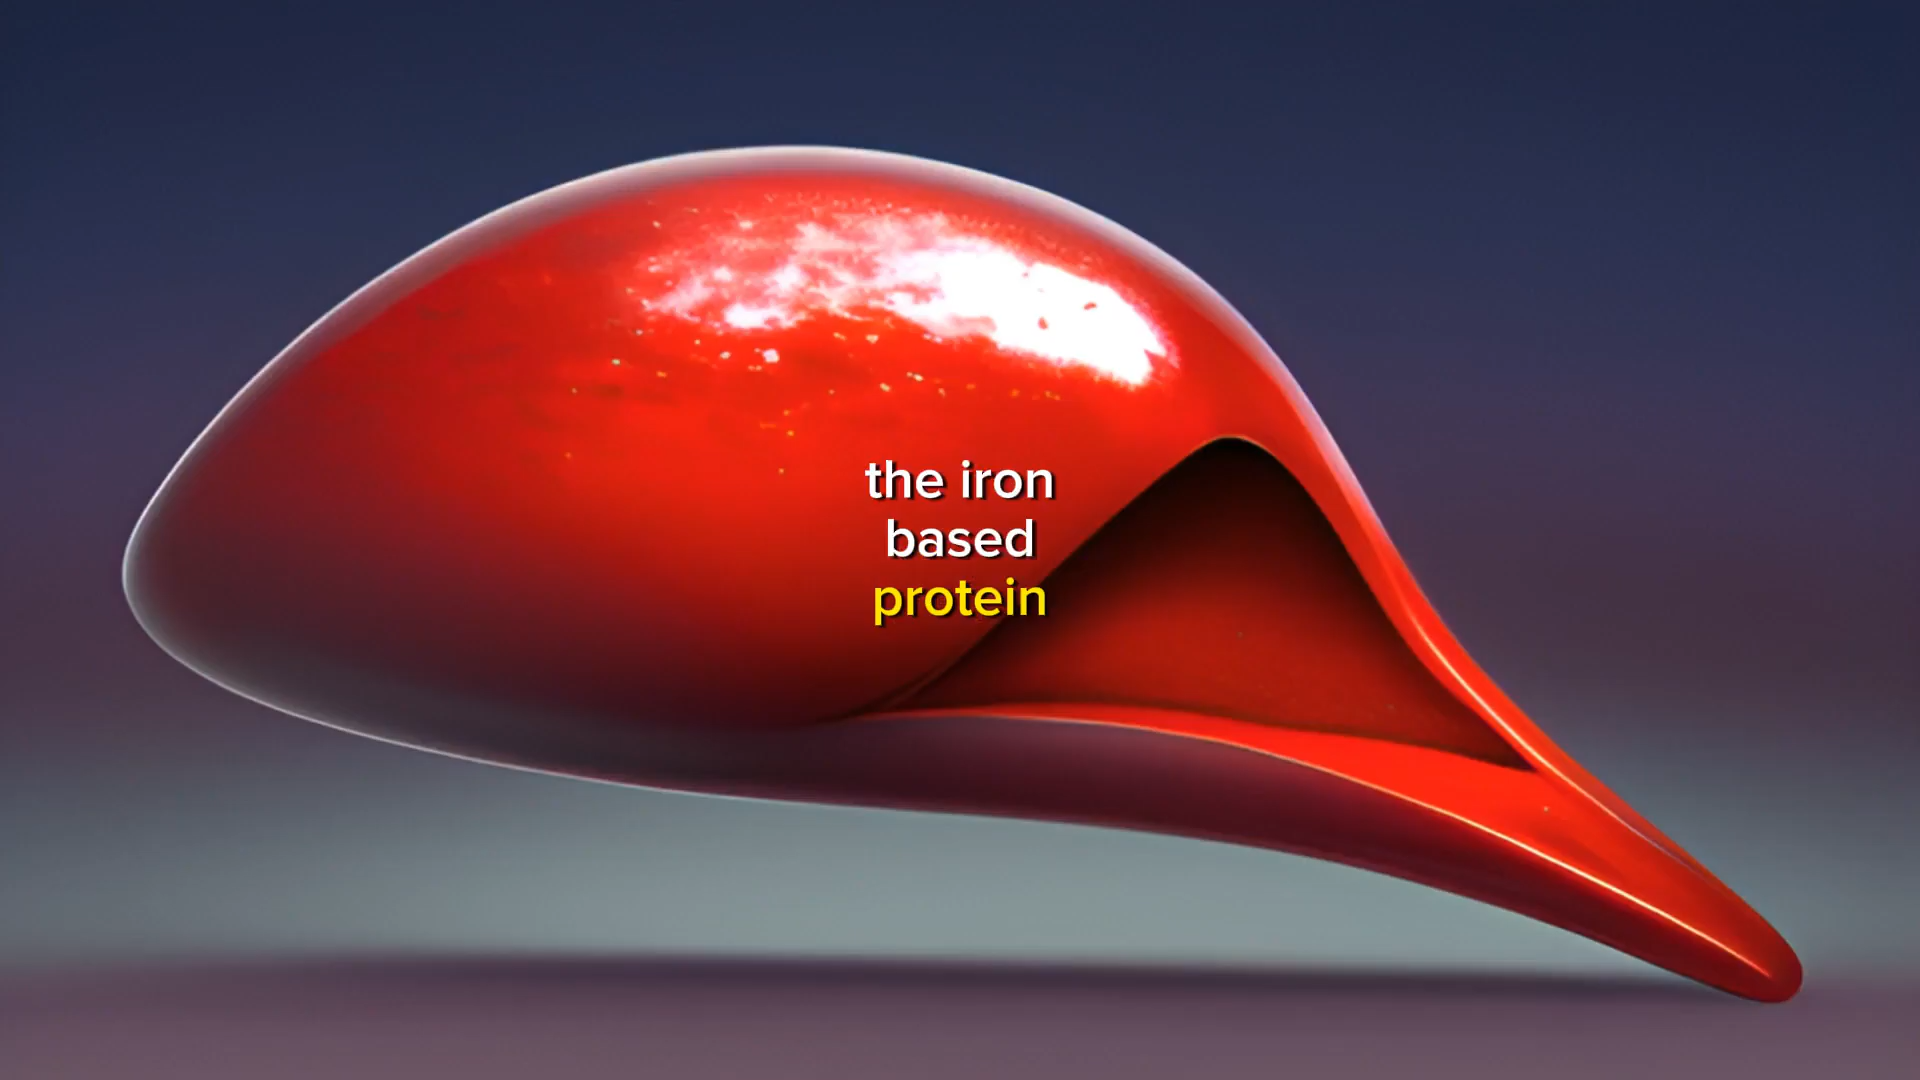 the iron
based
protein